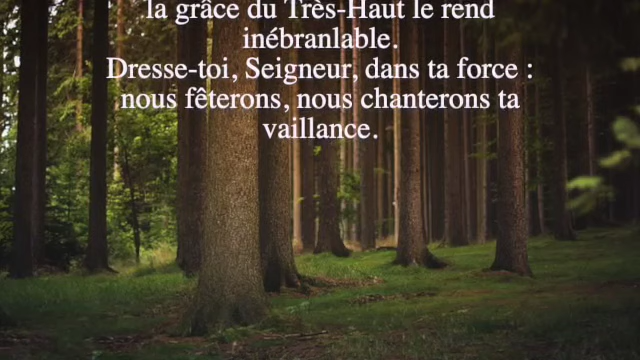 la grâce du Très-Haut le rend
inébranlable.
Dresse-toi, Seigneur, dans ta force :
nous fêterons, nous chanterons ta
vaillance.